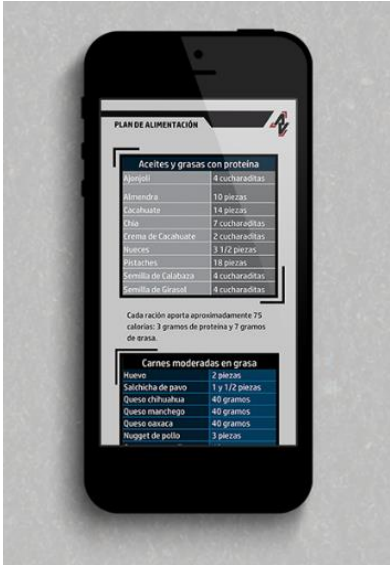 PLAN DE ALIMENTACIÓN
Aceites y grasas con proteína
Ajonjolí 4 cucharaditas
Almendra 10 piezas
Cacahuate 14 piezas
Chía 7 cucharaditas
Crema de Cacahuate 2 cucharaditas
Nueces 3 1/2 piezas
Pistaches 18 piezas
Semilla de Calabaza 4 cucharaditas
Semilla de Girasol 4 cucharaditas
Cada ración aporta aproximadamente 75
calorías: 3 gramos de proteína y 7 gramos
de grasa.
Carnes moderadas en grasa
Huevo 2 piezas
Salchicha de pavo 1 y 1/2 piezas
Queso chihuahua 40 gramos
Queso manchego 40 gramos
Queso oaxaca 40 gramos
Nugget de pollo 3 piezas